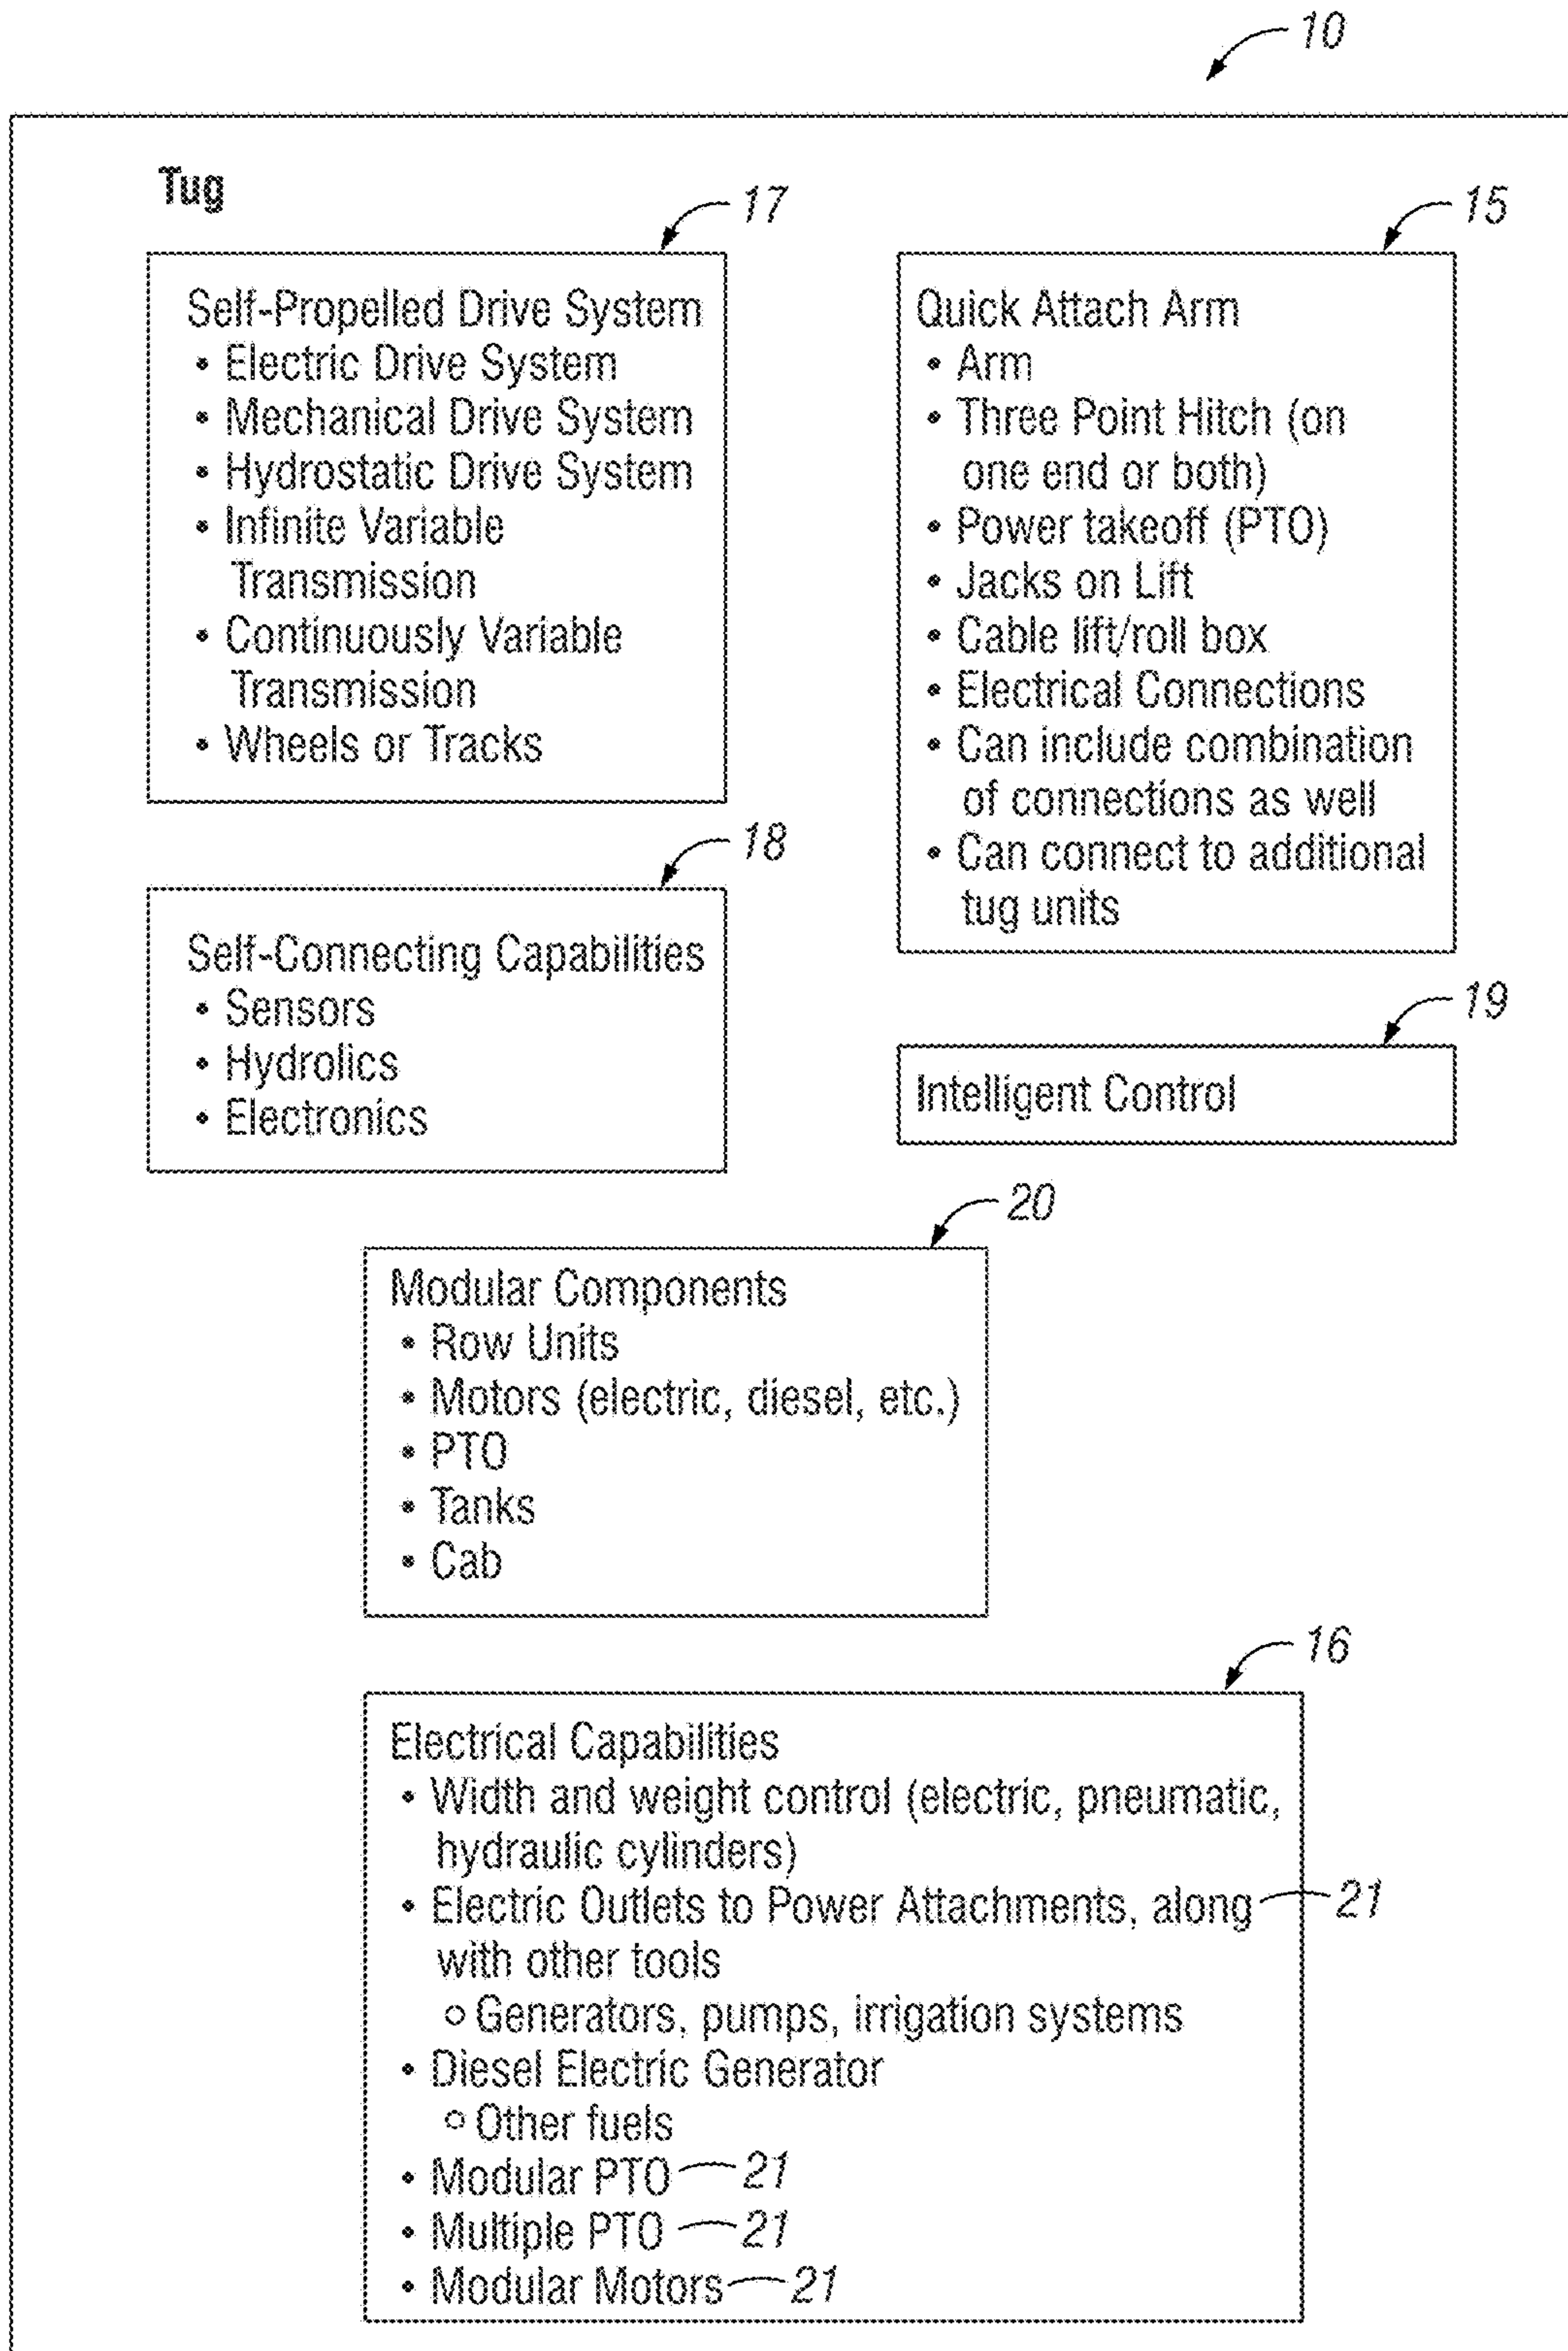 10
Tug
17
Self-Propelled Drive System
• Electric Drive System
• Mechanical Drive System
• Hydrostatic Drive System
• Infinite Variable
Transmission
• Continuously Variable
Transmission
• Wheels or Tracks
15
Quick Attach Arm
• Arm
• Three Point Hitch (on
one end or both)
• Power takeoff (PTO)
• Jacks on Lift
• Cable lift/roll box
• Electrical Connections
• Can include combination
of connections as well
• Can connect to additional
tug units
18
Self-Connecting Capabilities
• Sensors
• Hydrolics
• Electronics
19
Intelligent Control
20
Modular Components
• Row Units
• Motors (electric, diesel, etc.)
• PTO
• Tanks
• Cab
16
Electrical Capabilities
• Width and weight control (electric, pneumatic,
hydraulic cylinders)
• Electric Outlets to Power Attachments, along 21
with other tools
○ Generators, pumps, irrigation systems
• Diesel Electric Generator
○ Other fuels
• Modular PTO 21
• Multiple PTO 21
• Modular Motors 21